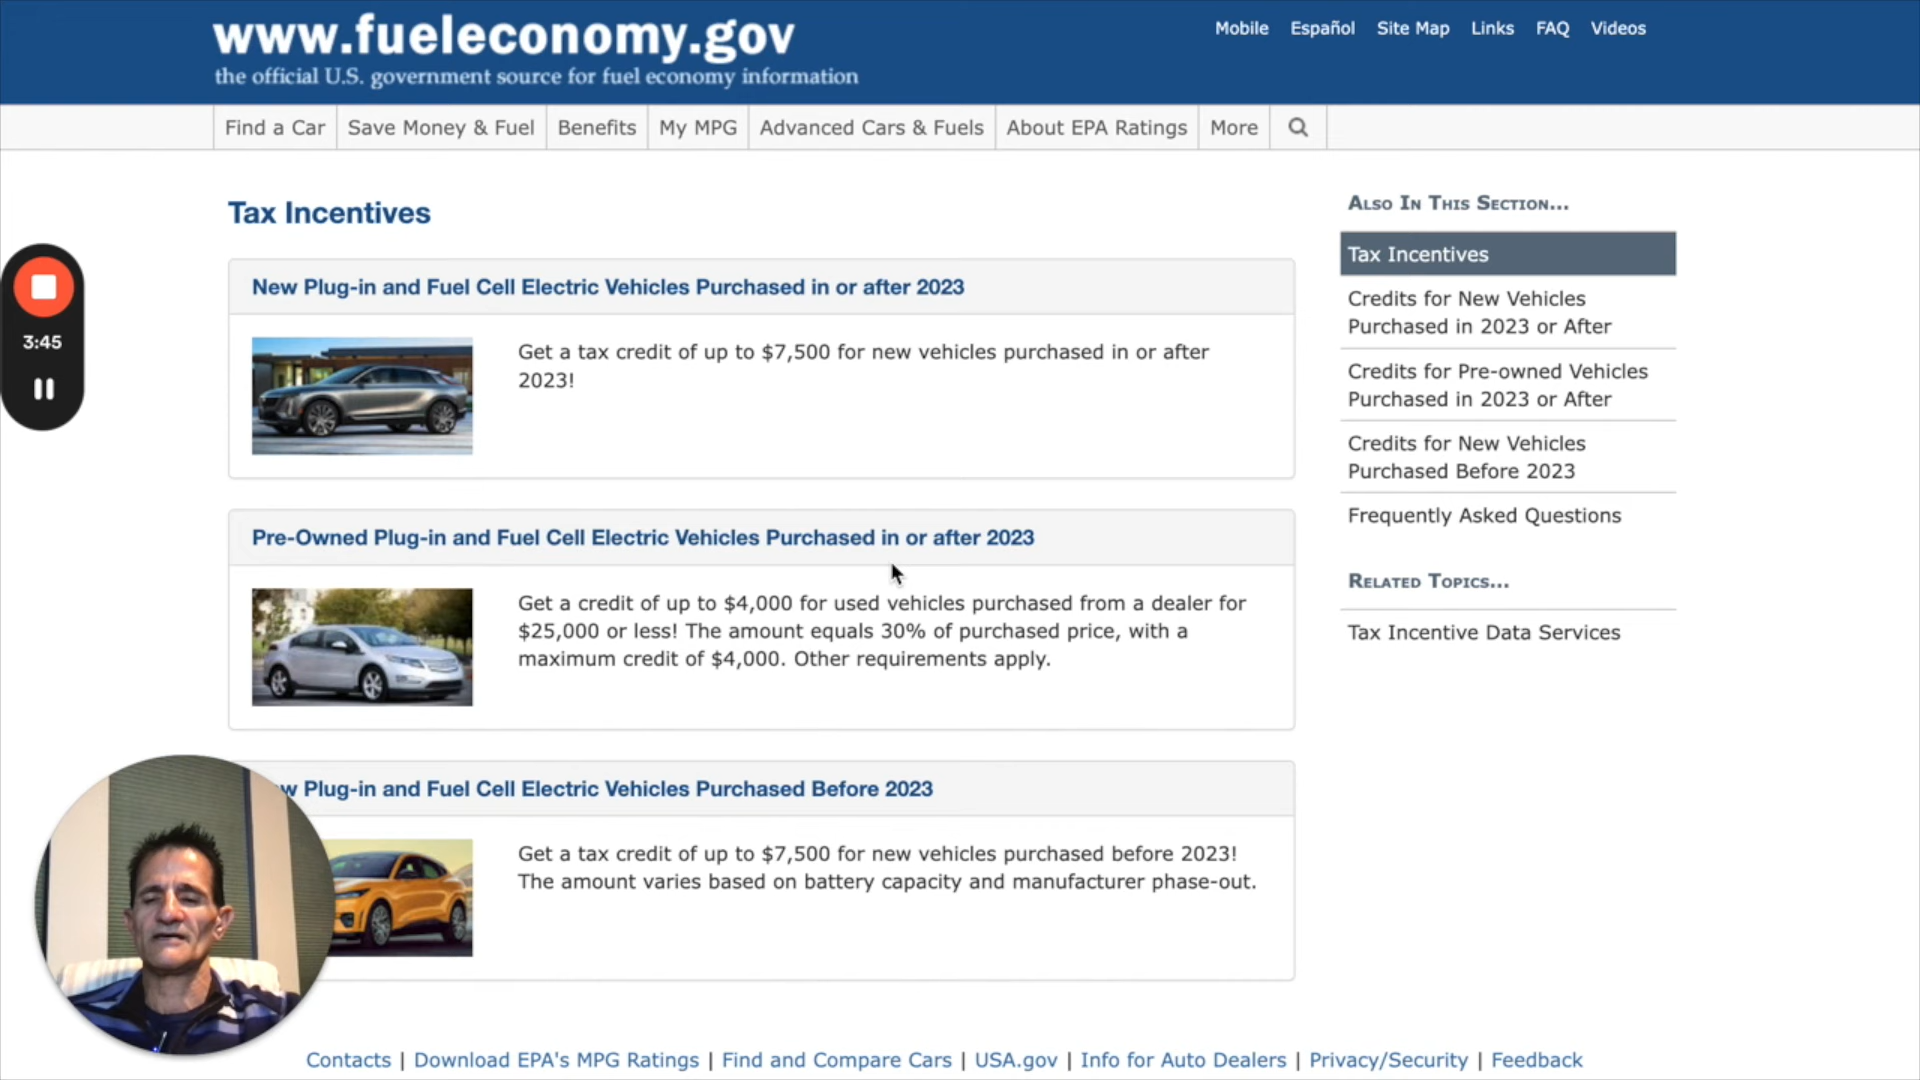 www.fueleconomy.gov
the official U.S. government source for fuel economy information
Mobile Español Site Map Links FAQ Videos
Find a Car Save Money & Fuel Benefits My MPG Advanced Cars & Fuels About EPA Ratings More
Tax Incentives
New Plug-in and Fuel Cell Electric Vehicles Purchased in or after 2023
Get a tax credit of up to $7,500 for new vehicles purchased in or after
2023!
Pre-Owned Plug-in and Fuel Cell Electric Vehicles Purchased in or after 2023
Get a credit of up to $4,000 for used vehicles purchased from a dealer for
$25,000 or less! The amount equals 30% of purchased price, with a
maximum credit of $4,000. Other requirements apply.
w Plug-in and Fuel Cell Electric Vehicles Purchased Before 2023
Get a tax credit of up to $7,500 for new vehicles purchased before 2023!
The amount varies based on battery capacity and manufacturer phase-out.
Also In This Section...
Tax Incentives
Credits for New Vehicles
Purchased in 2023 or After
Credits for Pre-owned Vehicles
Purchased in 2023 or After
Credits for New Vehicles
Purchased Before 2023
Frequently Asked Questions
Related Topics...
Tax Incentive Data Services
3:45
Contacts | Download EPA's MPG Ratings | Find and Compare Cars | USA.gov | Info for Auto Dealers | Privacy/Security | Feedback